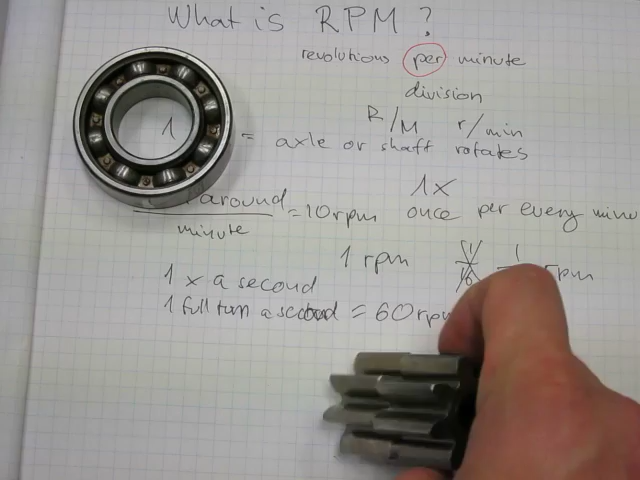 What is RPM?
revolutions per minute
division
R/M r/min
1 = axle or shaft rotates
around = 10 rpm
minute
1x
once per every minu
1 rpm
rpm
1 x a second
1 full turn a second = 60 rpm